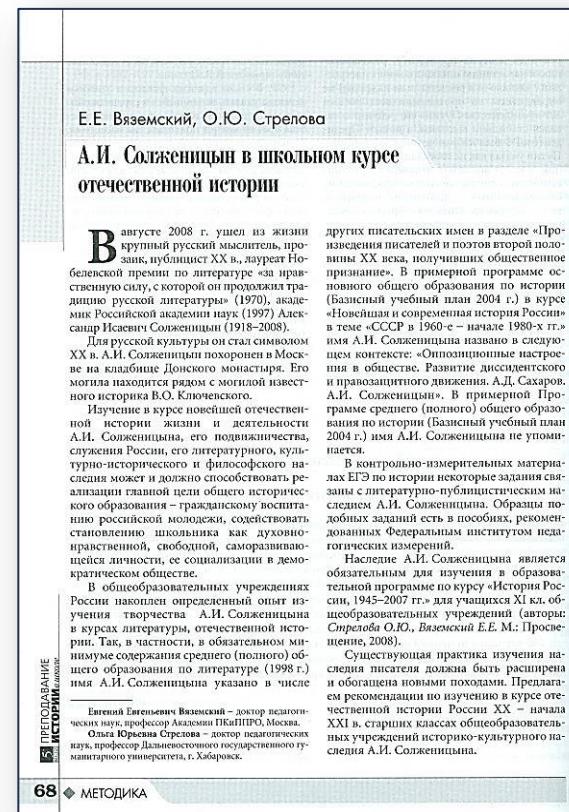 Е.Е. Вяземский, О.Ю. Стрелова
А.И. Солженицын в школьном курсе
отечественной истории
В августе 2008 г. ушел из жизни
крупный русский мыслитель, про-
заик, публицист XX в., лауреат Но-
белевской премии по литературе «за нрав-
ственную силу, с которой он продолжил тра-
дицию русской литературы» (1970), акаде-
мик Российской академии наук (1997) Алек-
сандр Исаевич Солженицын (1918–2008).
Для русской культуры он стал символом
XX в. А.И. Солженицын похоронен в Моск-
ве на кладбище Донского монастыря. Его
могила находится рядом с могилой извест-
ного историка В.О. Ключевского.
Изучение в курсе новейшей отечествен-
ной истории жизни и деятельности
А.И. Солженицына, его подвижничества,
служения России, его литературного, куль-
турно-исторического и философского на-
следия может и должно способствовать ре-
ализации главной цели общего историчес-
кого образования – гражданскому воспита-
нию российской молодежи, содействовать
становлению школьника как духовно-
нравственной, свободной, саморазвиваю-
щейся личности, ее социализации в демо-
кратическом обществе.
В общеобразовательных учреждениях
России накоплен определенный опыт из-
учения творчества А.И. Солженицына
в курсах литературы, отечественной исто-
рии. Так, в частности, в обязательном ми-
нимуме содержания среднего (полного) об-
щего образования по литературе (1998 г.)
имя А.И. Солженицына указано в числе
Евгений Евгеньевич Вяземский – доктор педагогиче-
ских наук, профессор Академии ПКиППРО, Москва.
Ольга Юрьевна Стрелова – доктор педагогических
наук, профессор Дальневосточного государственного гу-
манитарного университета, г. Хабаровск.
других писательских имен в разделе «Про-
изведения писателей и поэтов второй поло-
вины XX века, получивших общественное
признание». В примерной программе ос-
новного общего образования по истории
(Базисный учебный план 2004 г.) в курсе
«Новейшая и современная история России»
в теме «СССР в 1960-е – начале 1980-х гг.»
имя А.И. Солженицына названо в следую-
щем контексте: «Оппозиционные настрое-
ния в обществе. Развитие диссидентского
и правозащитного движения. А.Д. Сахаров.
А.И. Солженицын». В примерной Про-
грамме среднего (полного) общего образо-
вания по истории (Базисный учебный план
2004 г.) имя А.И. Солженицына не упоми-
нается.
В контрольно-измерительных материа-
лах ЕГЭ по истории некоторые задания свя-
заны с литературно-публицистическим на-
следием А.И. Солженицына. Образцы по-
добных заданий есть в пособиях, рекомен-
дованных Федеральным институтом педа-
гогических измерений.
Наследие А.И. Солженицына является
обязательным для изучения в образова-
тельной программе по курсу «История Рос-
сии, 1945–2007 гг.» для учащихся XI кл. об-
щеобразовательных учреждений (авторы:
Стрелова О.Ю., Вяземский Е.Е. М.: Просве-
щение, 2008).
Существующая практика изучения на-
следия писателя должна быть расширена
и обогащена новыми походами. Предлага-
ем рекомендации по изучению в курсе оте-
чественной истории России XX – начала
XXI в. старших классах общеобразователь-
ных учреждений историко-культурного на-
следия А.И. Солженицына.
5
ПРЕПОДАВАНИЕ
ИСТОРИИ в школе
68 МЕТОДИКА